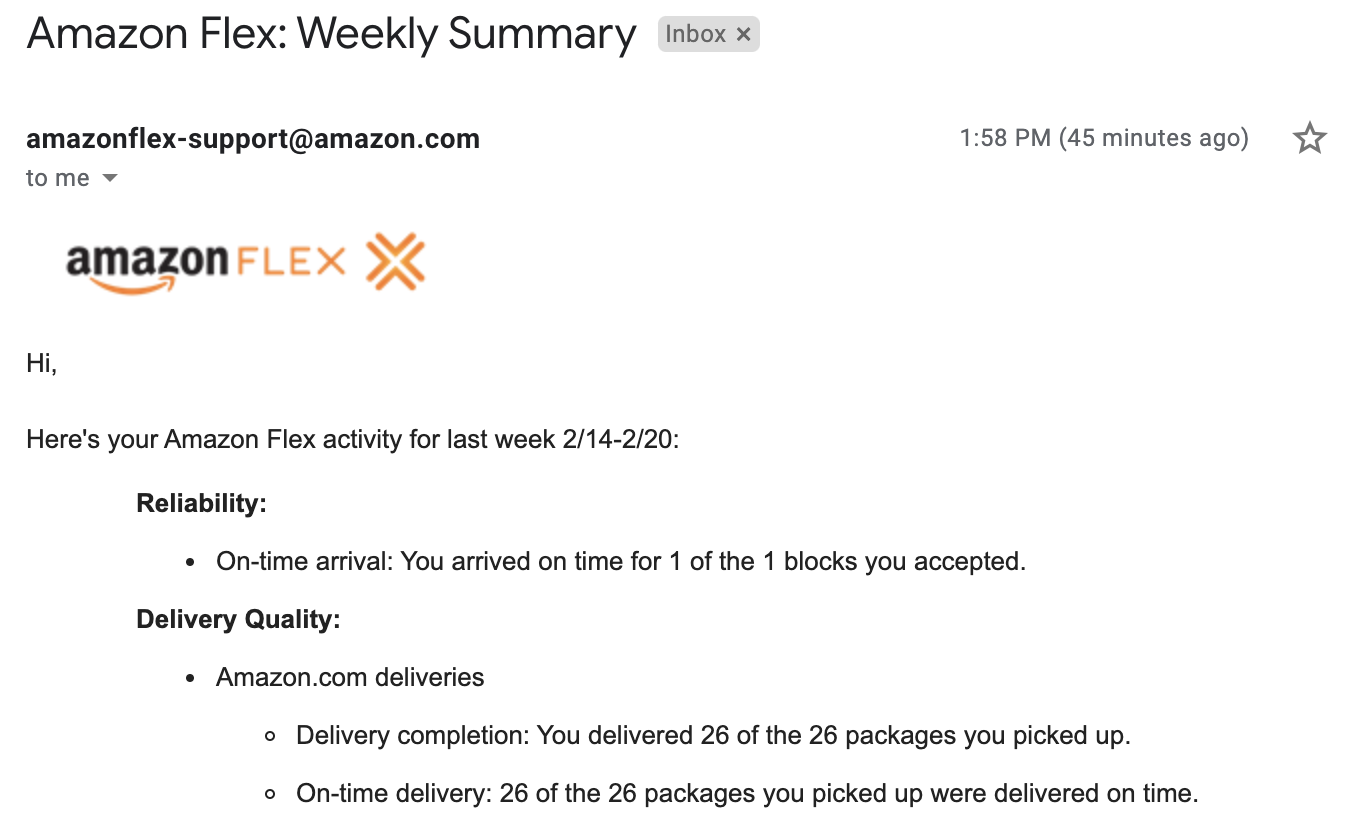 Amazon Flex: Weekly Summary Inbox ×
amazonflex-support@amazon.com 1:58 PM (45 minutes ago)
to me
amazon FLEX
Hi,
Here's your Amazon Flex activity for last week 2/14-2/20:
Reliability:
• On-time arrival: You arrived on time for 1 of the 1 blocks you accepted.
Delivery Quality:
• Amazon.com deliveries
◦ Delivery completion: You delivered 26 of the 26 packages you picked up.
◦ On-time delivery: 26 of the 26 packages you picked up were delivered on time.